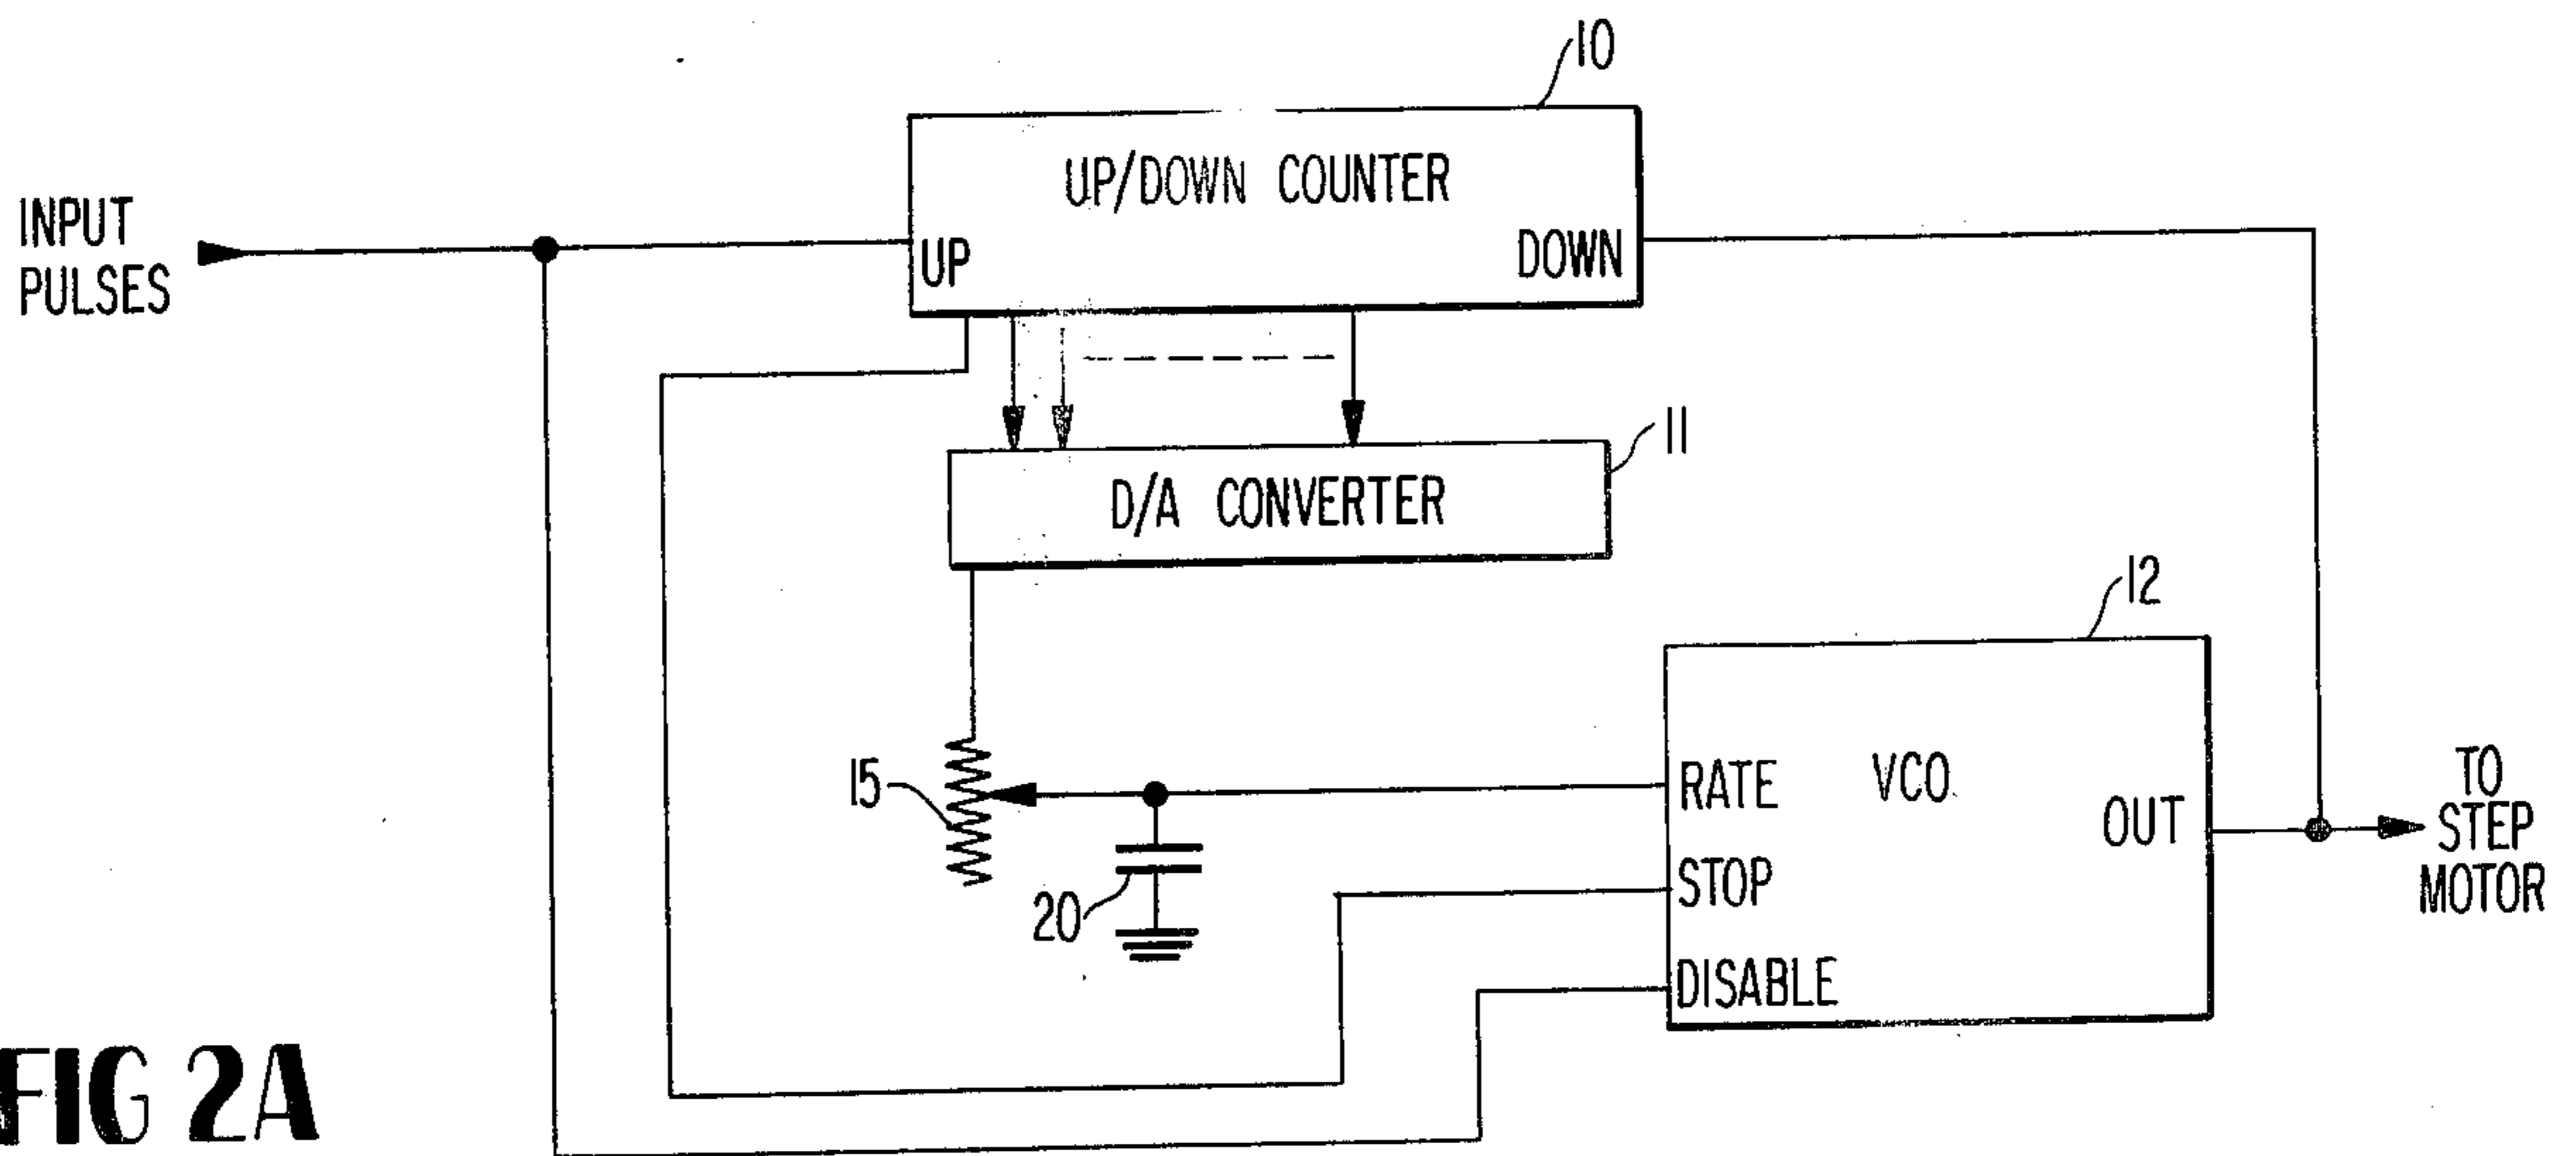 10
UP/DOWN COUNTER
INPUT
PULSES
UP
DOWN
11
D/A CONVERTER
12
15
RATE
VCO
OUT
TO
STEP
MOTOR
STOP
20
DISABLE
FIG 2A